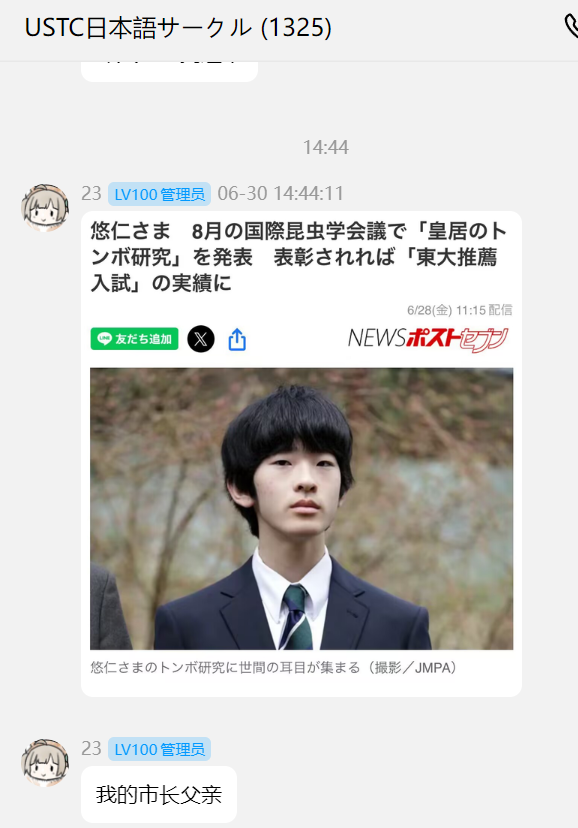 USTC日本語サークル (1325)
14:44
23 LV100 管理员 06-30 14:44:11
悠仁さま　8月の国際昆虫学会議で「皇居のト
ンボ研究」を発表　表彰されれば「東大推薦
入試」の実績に
6/28(金) 11:15 配信
友だち追加
NEWSポストセブン
悠仁さまのトンボ研究に世間の耳目が集まる（撮影／JMPA）
23 LV100 管理员
我的市长父亲